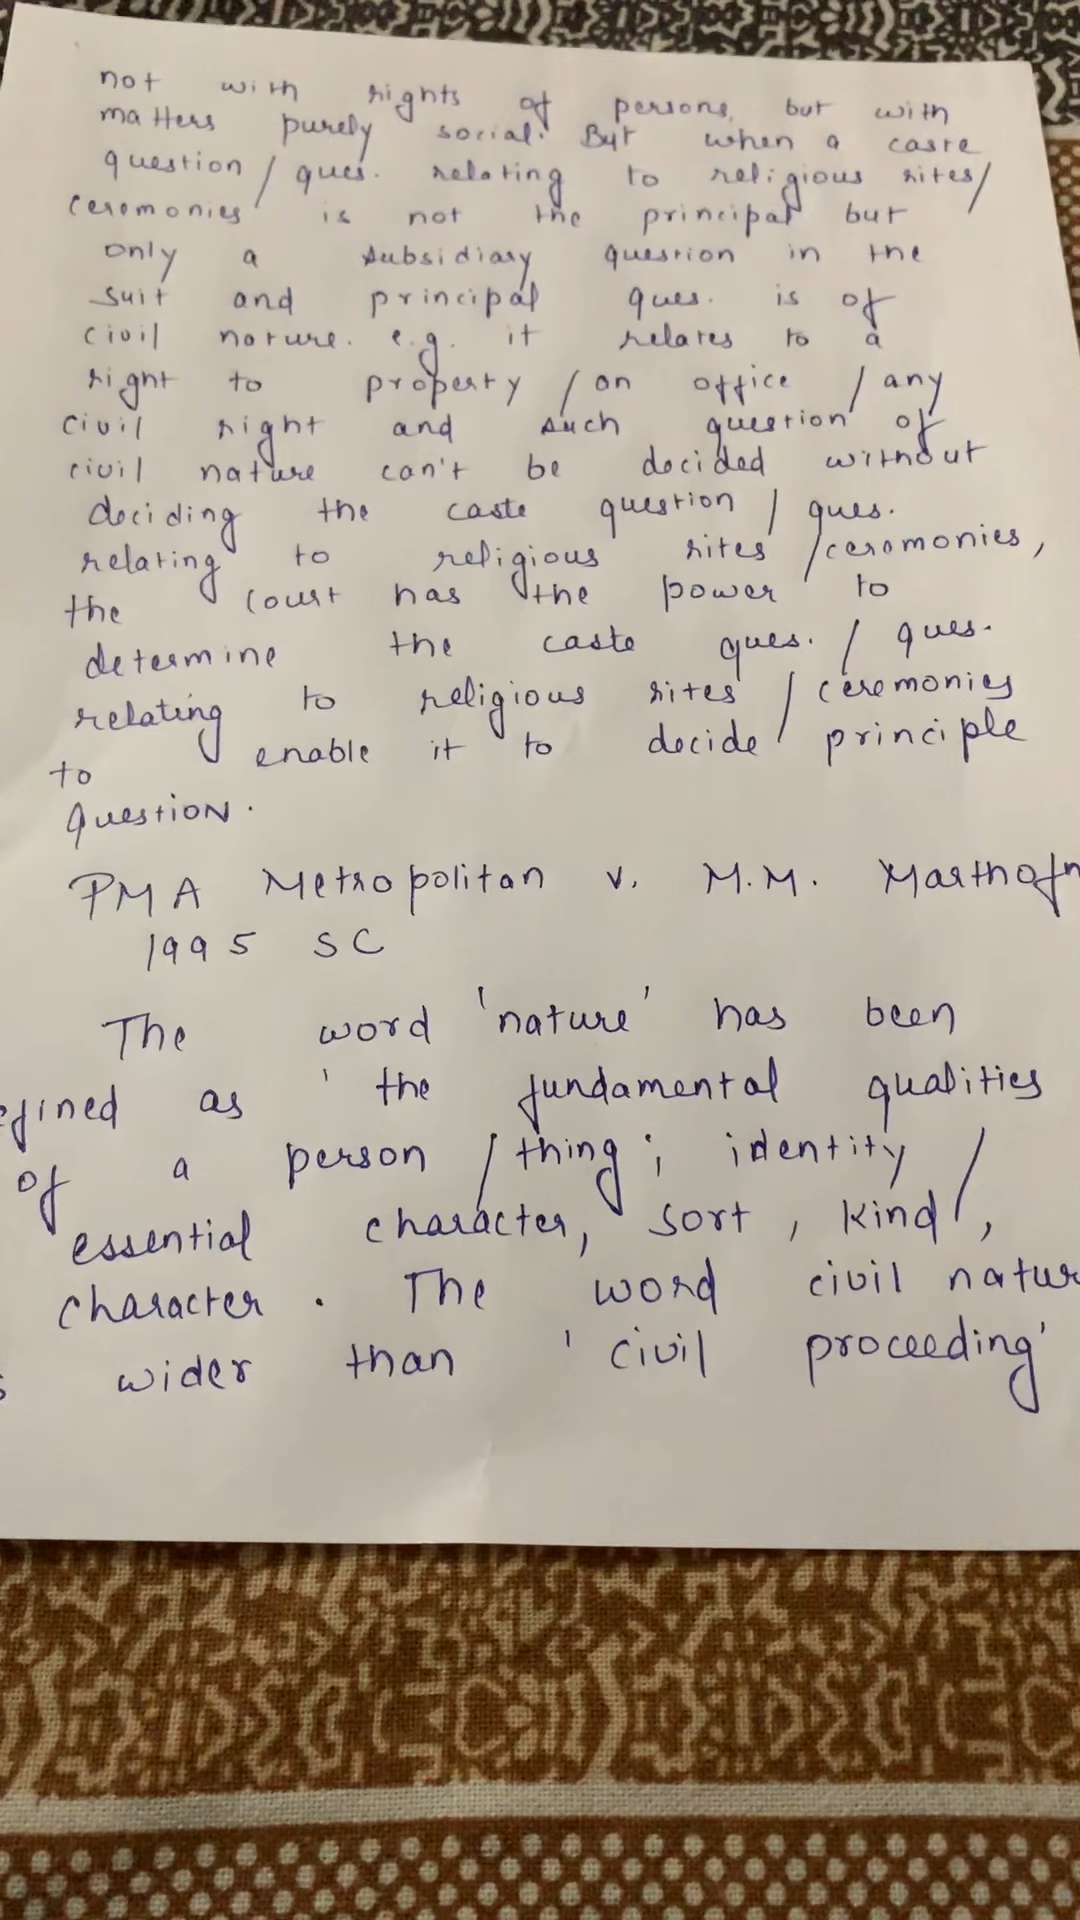 not with rights of persons, but with
matters purely social. But when a caste
question / ques. relating to religious rites/
ceremonies is not the principal but
only a subsidiary question in the
suit and principal ques. is of
civil nature. e.g. it relates to a
right to property / an office / any
civil right and such question of
civil nature can't be decided without
deciding the caste question / ques.
relating to religious rites / ceremonies,
the court has the power to
determine the caste ques. / ques.
relating to religious rites / ceremonies
to enable it to decide principle
question.
PMA Metropolitan v. M.M. Marthom
1995 SC
The word 'nature' has been
efined as ' the fundamental qualities
of a person / thing ; identity /
essential character, sort, kind,
character. The word civil natur
s wider than 'civil proceeding'